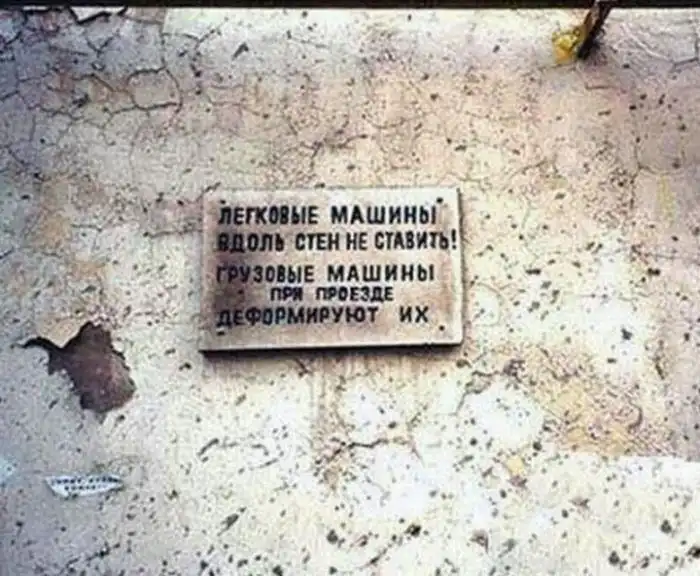 ЛЕГКОВЫЕ МАШИНЫ
ВДОЛЬ СТЕН НЕ СТАВИТЬ!
ГРУЗОВЫЕ МАШИНЫ
ПРИ ПРОЕЗДЕ
ДЕФОРМИРУЮТ ИХ